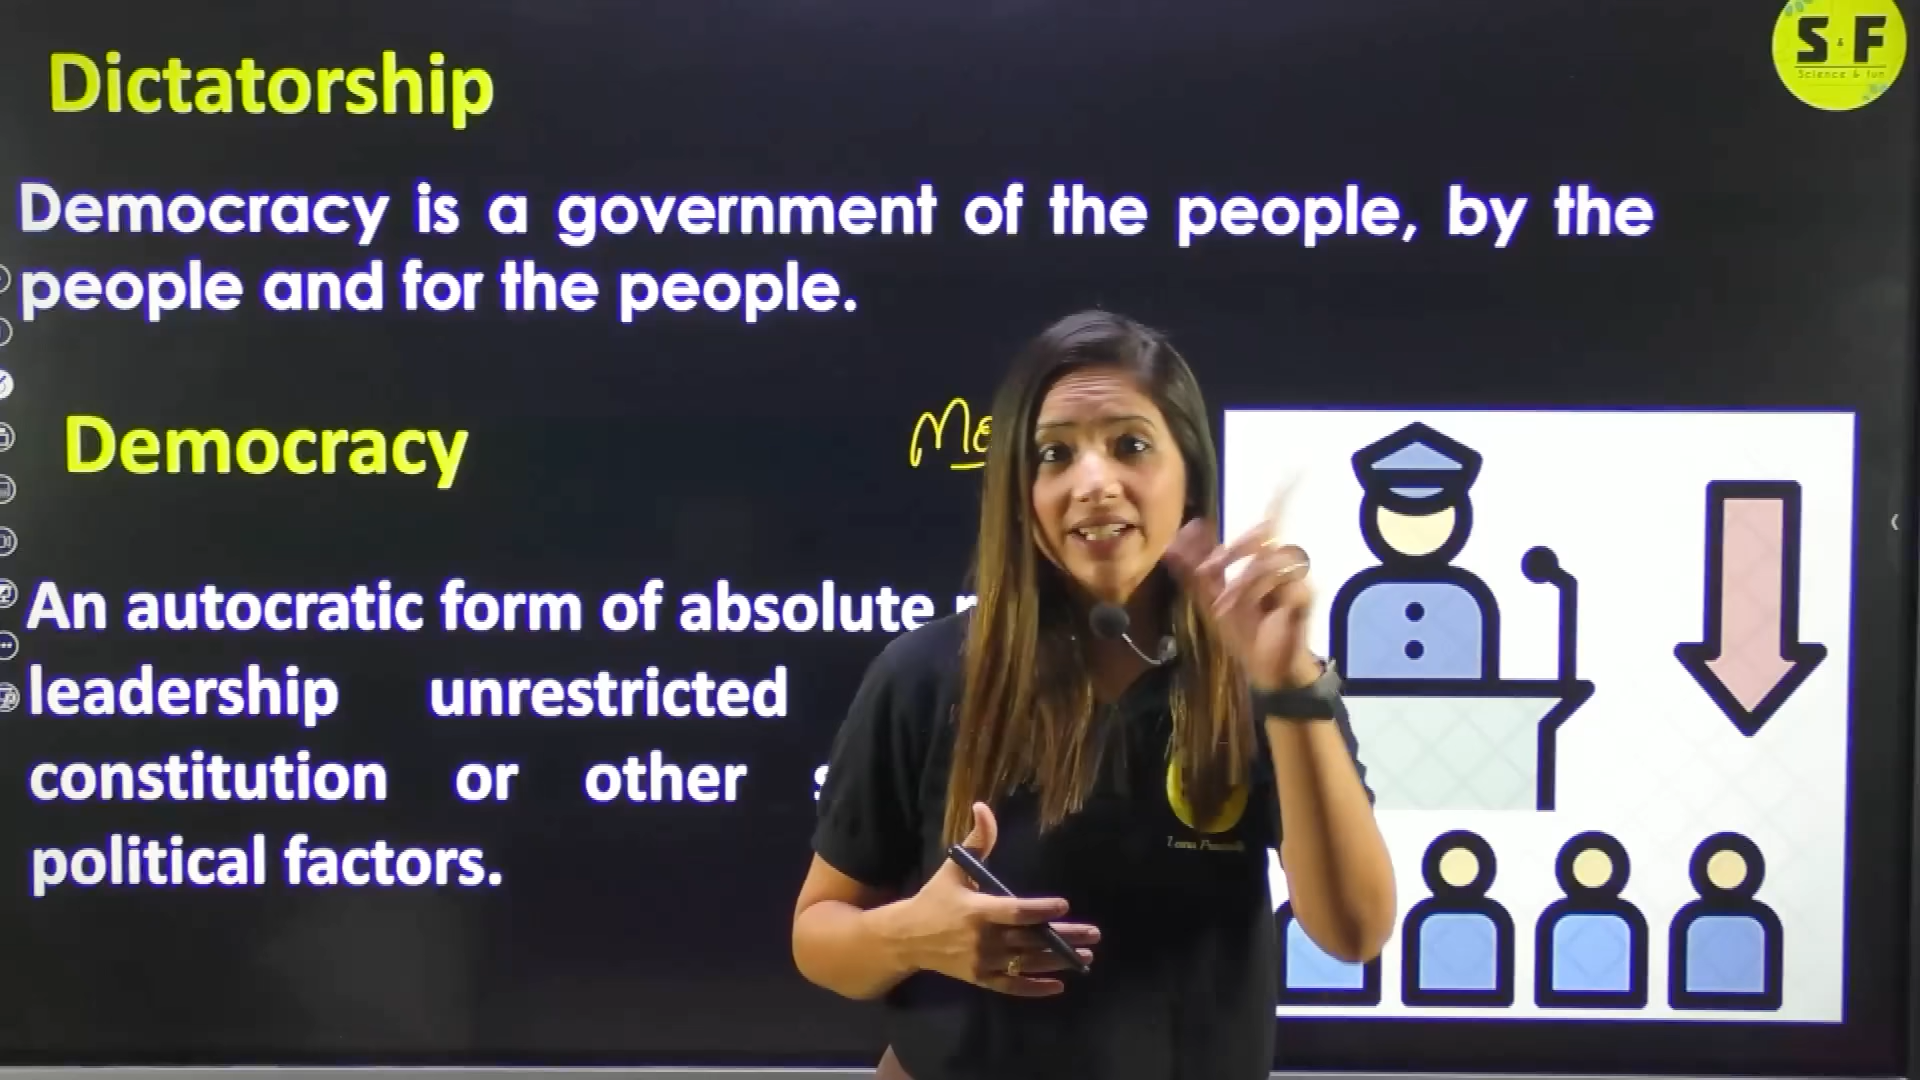 S & F
Science & fun
Dictatorship
Democracy is a government of the people, by the
people and for the people.
Democracy
An autocratic form of absolute
leadership unrestricted
constitution or other
political factors.